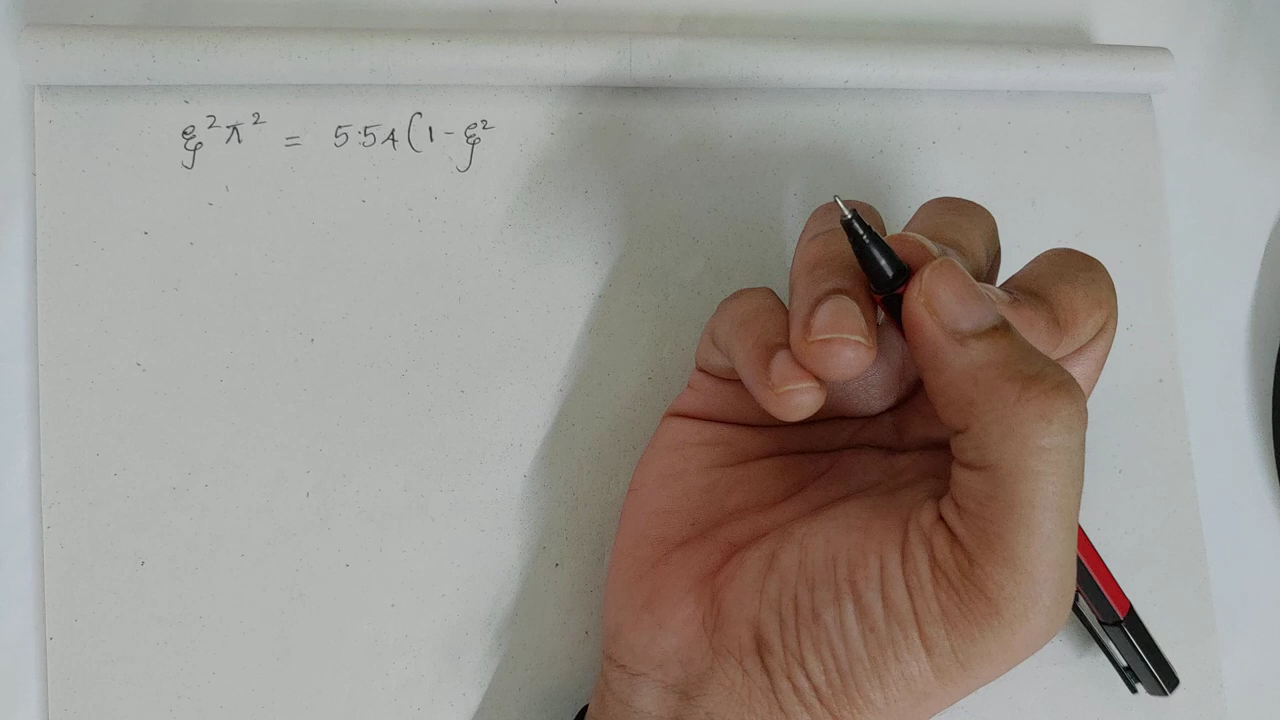 ξ²π² = 5.54(1-ξ²